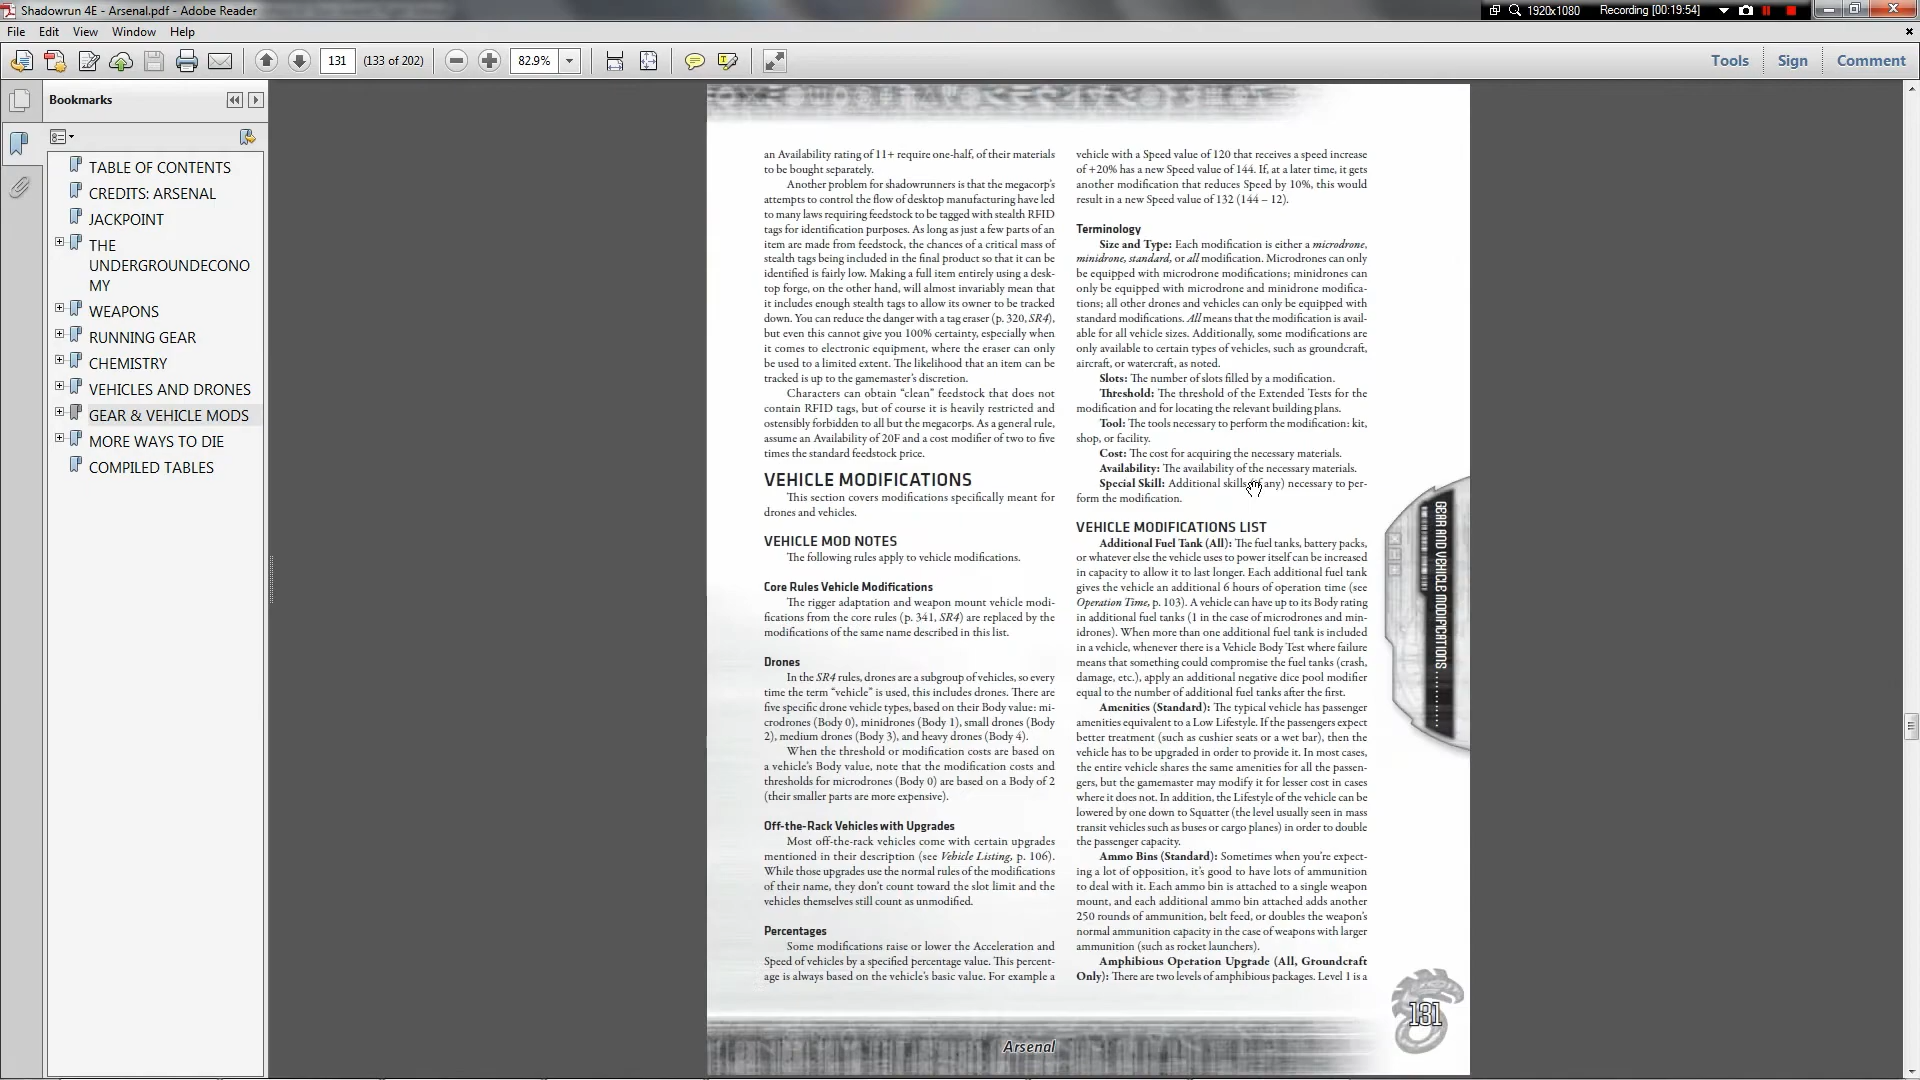 Shadowrun 4E - Arsenal.pdf - Adobe Reader
1920x1080
Recording [00:19:54]
File Edit View Window Help
131 (133 of 202) 82.9%
Tools Sign Comment
Bookmarks
TABLE OF CONTENTS
CREDITS: ARSENAL
JACKPOINT
THE
UNDERGROUNDECONO
MY
WEAPONS
RUNNING GEAR
CHEMISTRY
VEHICLES AND DRONES
GEAR & VEHICLE MODS
MORE WAYS TO DIE
COMPILED TABLES
an Availability rating of 11+ require one-half, of their materials
to be bought separately.
Another problem for shadowrunners is that the megacorp's
attempts to control the flow of desktop manufacturing have led
to many laws requiring feedstock to be tagged with stealth RFID
tags for identification purposes. As long as just a few parts of an
item are made from feedstock, the chances of a critical mass of
stealth tags being included in the final product so that it can be
identified is fairly low. Making a full item entirely using a desk-
top forge, on the other hand, will almost invariably mean that
it includes enough stealth tags to allow its owner to be tracked
down. You can reduce the danger with a tag eraser (p. 320, SR4),
but even this cannot give you 100% certainty, especially when
it comes to electronic equipment, where the eraser can only
be used to a limited extent. The likelihood that an item can be
tracked is up to the gamemaster's discretion.
Characters can obtain “clean” feedstock that does not
contain RFID tags, but of course it is heavily restricted and
ostensibly forbidden to all but the megacorps. As a general rule,
assume an Availability of 20F and a cost modifier of two to five
times the standard feedstock price.
VEHICLE MODIFICATIONS
This section covers modifications specifically meant for
drones and vehicles.
VEHICLE MOD NOTES
The following rules apply to vehicle modifications.
Core Rules Vehicle Modifications
The rigger adaptation and weapon mount vehicle modi-
fications from the core rules (p. 341, SR4) are replaced by the
modifications of the same name described in this list.
Drones
In the SR4 rules, drones are a subgroup of vehicles, so every
time the term “vehicle” is used, this includes drones. There are
five specific drone vehicle types, based on their Body value: mi-
crodrones (Body 0), minidrones (Body 1), small drones (Body
2), medium drones (Body 3), and heavy drones (Body 4).
When the threshold or modification costs are based on
a vehicle's Body value, note that the modification costs and
thresholds for microdrones (Body 0) are based on a Body of 2
(their smaller parts are more expensive).
Off-the-Rack Vehicles with Upgrades
Most off-the-rack vehicles come with certain upgrades
mentioned in their description (see Vehicle Listing, p. 106).
While those upgrades use the normal rules of the modifications
of their name, they don't count toward the slot limit and the
vehicles themselves still count as unmodified.
Percentages
Some modifications raise or lower the Acceleration and
Speed of vehicles by a specified percentage value. This percent-
age is always based on the vehicle's basic value. For example a
vehicle with a Speed value of 120 that receives a speed increase
of +20% has a new Speed value of 144. If, at a later time, it gets
another modification that reduces Speed by 10%, this would
result in a new Speed value of 132 (144 – 12).
Terminology
Size and Type: Each modification is either a microdrone,
minidrone, standard, or all modification. Microdrones can only
be equipped with microdrone modifications; minidrones can
only be equipped with microdrone and minidrone modifica-
tions; all other drones and vehicles can only be equipped with
standard modifications. All means that the modification is avail-
able for all vehicle sizes. Additionally, some modifications are
only available to certain types of vehicles, such as groundcraft,
aircraft, or watercraft, as noted.
Slots: The number of slots filled by a modification.
Threshold: The threshold of the Extended Tests for the
modification and for locating the relevant building plans.
Tool: The tools necessary to perform the modification: kit,
shop, or facility.
Cost: The cost for acquiring the necessary materials.
Availability: The availability of the necessary materials.
Special Skill: Additional skills (if any) necessary to per-
form the modification.
VEHICLE MODIFICATIONS LIST
Additional Fuel Tank (All): The fuel tanks, battery packs,
or whatever else the vehicle uses to power itself can be increased
in capacity to allow it to last longer. Each additional fuel tank
gives the vehicle an additional 6 hours of operation time (see
Operation Time, p. 103). A vehicle can have up to its Body rating
in additional fuel tanks (1 in the case of microdrones and min-
idrones). When more than one additional fuel tank is included
in a vehicle, whenever there is a Vehicle Body Test where failure
means that something could compromise the fuel tanks (crash,
damage, etc.), apply an additional negative dice pool modifier
equal to the number of additional fuel tanks after the first.
Amenities (Standard): The typical vehicle has passenger
amenities equivalent to a Low Lifestyle. If the passengers expect
better treatment (such as cushier seats or a wet bar), then the
vehicle has to be upgraded in order to provide it. In most cases,
the entire vehicle shares the same amenities for all the passen-
gers, but the gamemaster may modify it for lesser cost in cases
where it does not. In addition, the Lifestyle of the vehicle can be
lowered by one down to Squatter (the level usually seen in mass
transit vehicles such as buses or cargo planes) in order to double
the passenger capacity.
Ammo Bins (Standard): Sometimes when you're expect-
ing a lot of opposition, it's good to have lots of ammunition
to deal with it. Each ammo bin is attached to a single weapon
mount, and each additional ammo bin attached adds another
250 rounds of ammunition, belt feed, or doubles the weapon's
normal ammunition capacity in the case of weapons with larger
ammunition (such as rocket launchers).
Amphibious Operation Upgrade (All, Groundcraft
Only): There are two levels of amphibious packages. Level 1 is a
GEAR AND VEHICLE MODIFICATIONS ..........
131
Arsenal